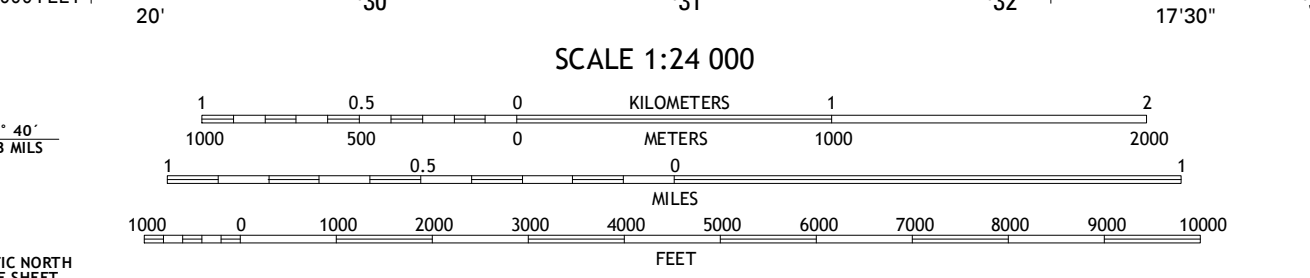 20' 30 31 32 17'30"
SCALE 1:24 000
1 0.5 0 KILOMETERS 1 2
° 40´
1000 500 0 METERS 1000 2000
MILS
1 0.5 0 1
MILES
1000 0 1000 2000 3000 4000 5000 6000 7000 8000 9000 10000
FEET
NORTH
SHEET